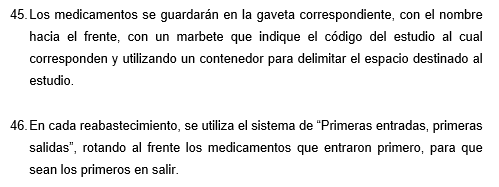 45. Los medicamentos se guardarán en la gaveta correspondiente, con el nombre
hacia el frente, con un marbete que indique el código del estudio al cual
corresponden y utilizando un contenedor para delimitar el espacio destinado al
estudio.
46. En cada reabastecimiento, se utiliza el sistema de “Primeras entradas, primeras
salidas”, rotando al frente los medicamentos que entraron primero, para que
sean los primeros en salir.